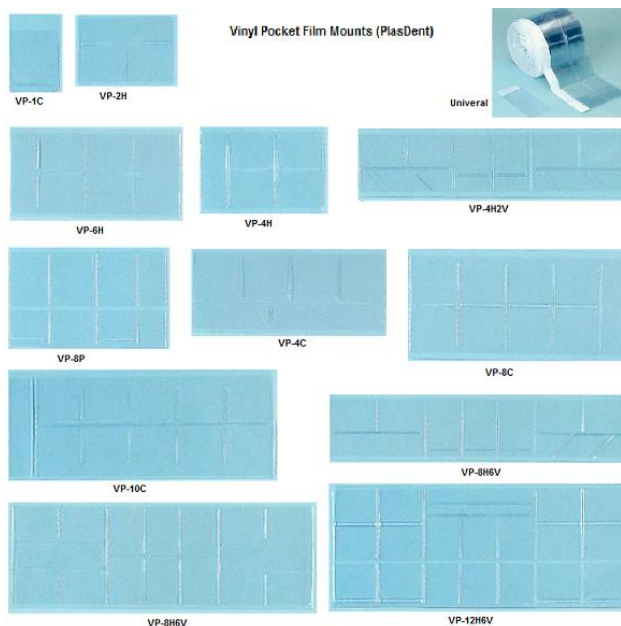 Vinyl Pocket Film Mounts (PlasDent)
VP-1C
VP-2H
Univeral
VP-6H
VP-4H
VP-4H2V
VP-8P
VP-4C
VP-8C
VP-10C
VP-8H6V
VP-8H6V
VP-12H6V